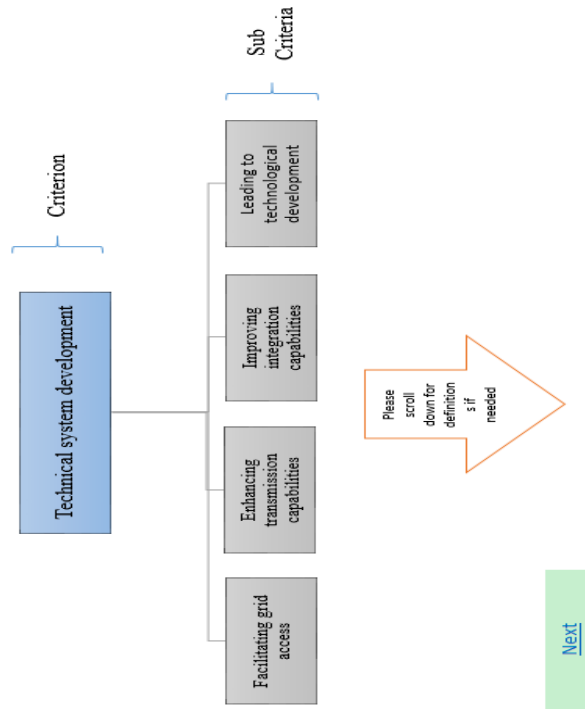 Technical system development
Criterion
Facilitating grid
access
Enhancing
transmission
capabilities
Improving
integration
capabilities
Leading to
technological
development
Sub
Criteria
Please
scroll
down for
definition
s if
needed
Next